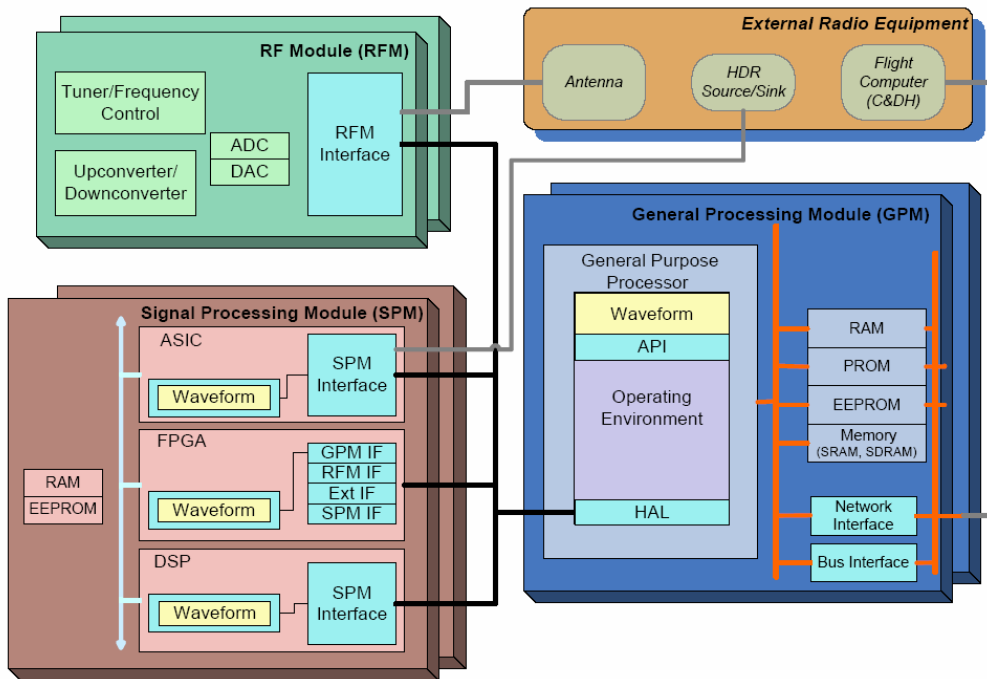 RF Module (RFM)
Tuner/Frequency
Control
Upconverter/
Downconverter
ADC
DAC
RFM
Interface
External Radio Equipment
Antenna
HDR
Source/Sink
Flight
Computer
(C&DH)
Signal Processing Module (SPM)
ASIC
Waveform
SPM
Interface
FPGA
Waveform
GPM IF
RFM IF
Ext IF
SPM IF
RAM
EEPROM
DSP
Waveform
SPM
Interface
General Processing Module (GPM)
General Purpose
Processor
Waveform
API
Operating
Environment
HAL
RAM
PROM
EEPROM
Memory
(SRAM, SDRAM)
Network
Interface
Bus Interface